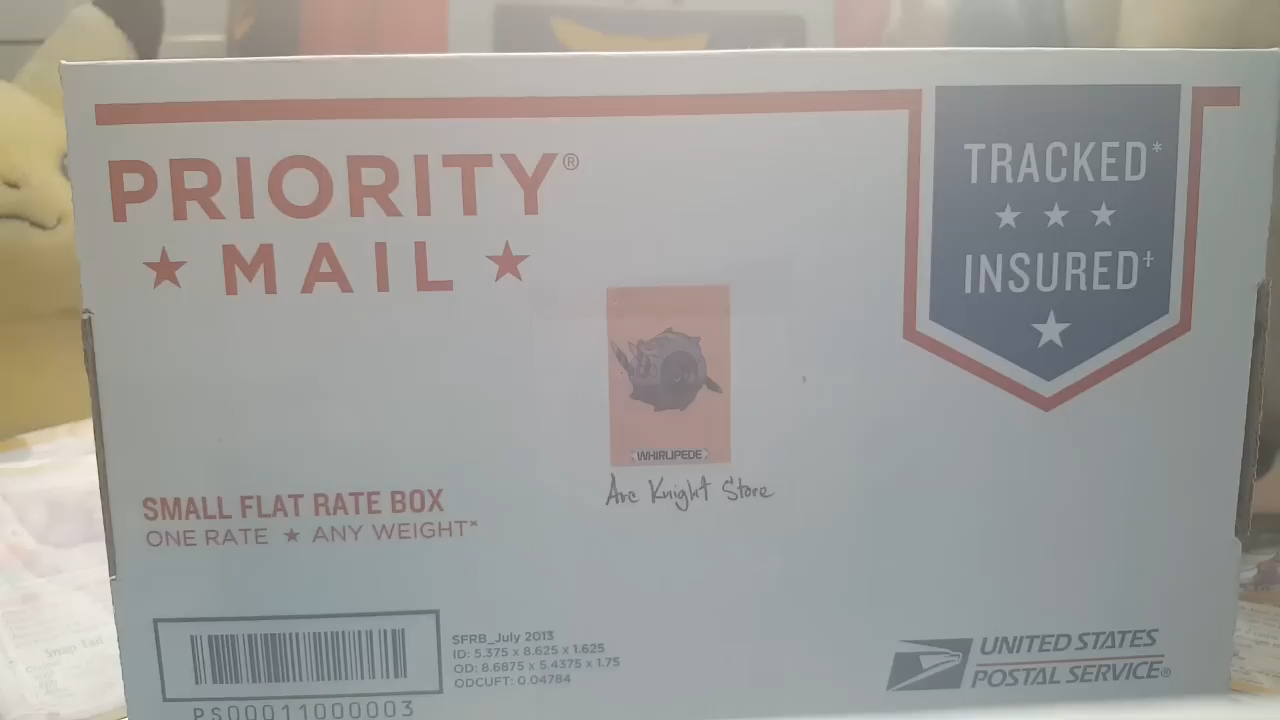 PRIORITY®
★ MAIL ★
TRACKED*
★ ★ ★
INSURED‡
★
WHIRLIPEDE
Arc Knight Store
SMALL FLAT RATE BOX
ONE RATE ★ ANY WEIGHT*
SFRB_July 2013
ID: 5.375 x 8.625 x 1.625
OD: 8.6875 x 5.4375 x 1.75
ODCUFT: 0.04784
PS00011000003
UNITED STATES
POSTAL SERVICE®
Snap Tail